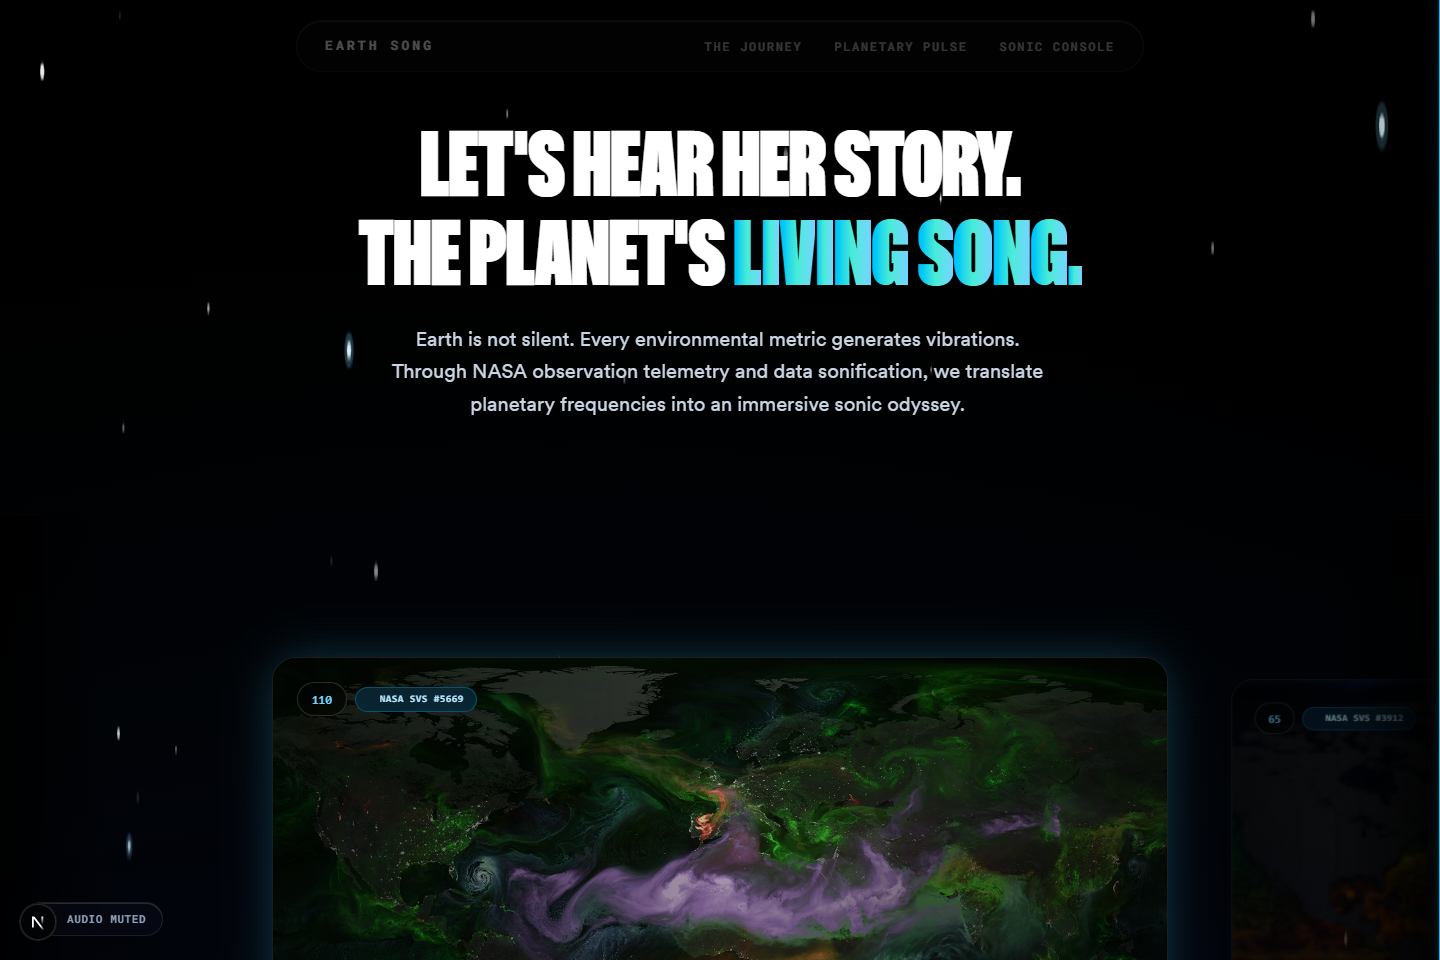 EARTH SONG
THE JOURNEY PLANETARY PULSE SONIC CONSOLE
LET'S HEAR HER STORY.
THE PLANET'S LIVING SONG.
Earth is not silent. Every environmental metric generates vibrations.
Through NASA observation telemetry and data sonification, we translate
planetary frequencies into an immersive sonic odyssey.
110 NASA SVS #5669
65 NASA SVS #3912
N AUDIO MUTED